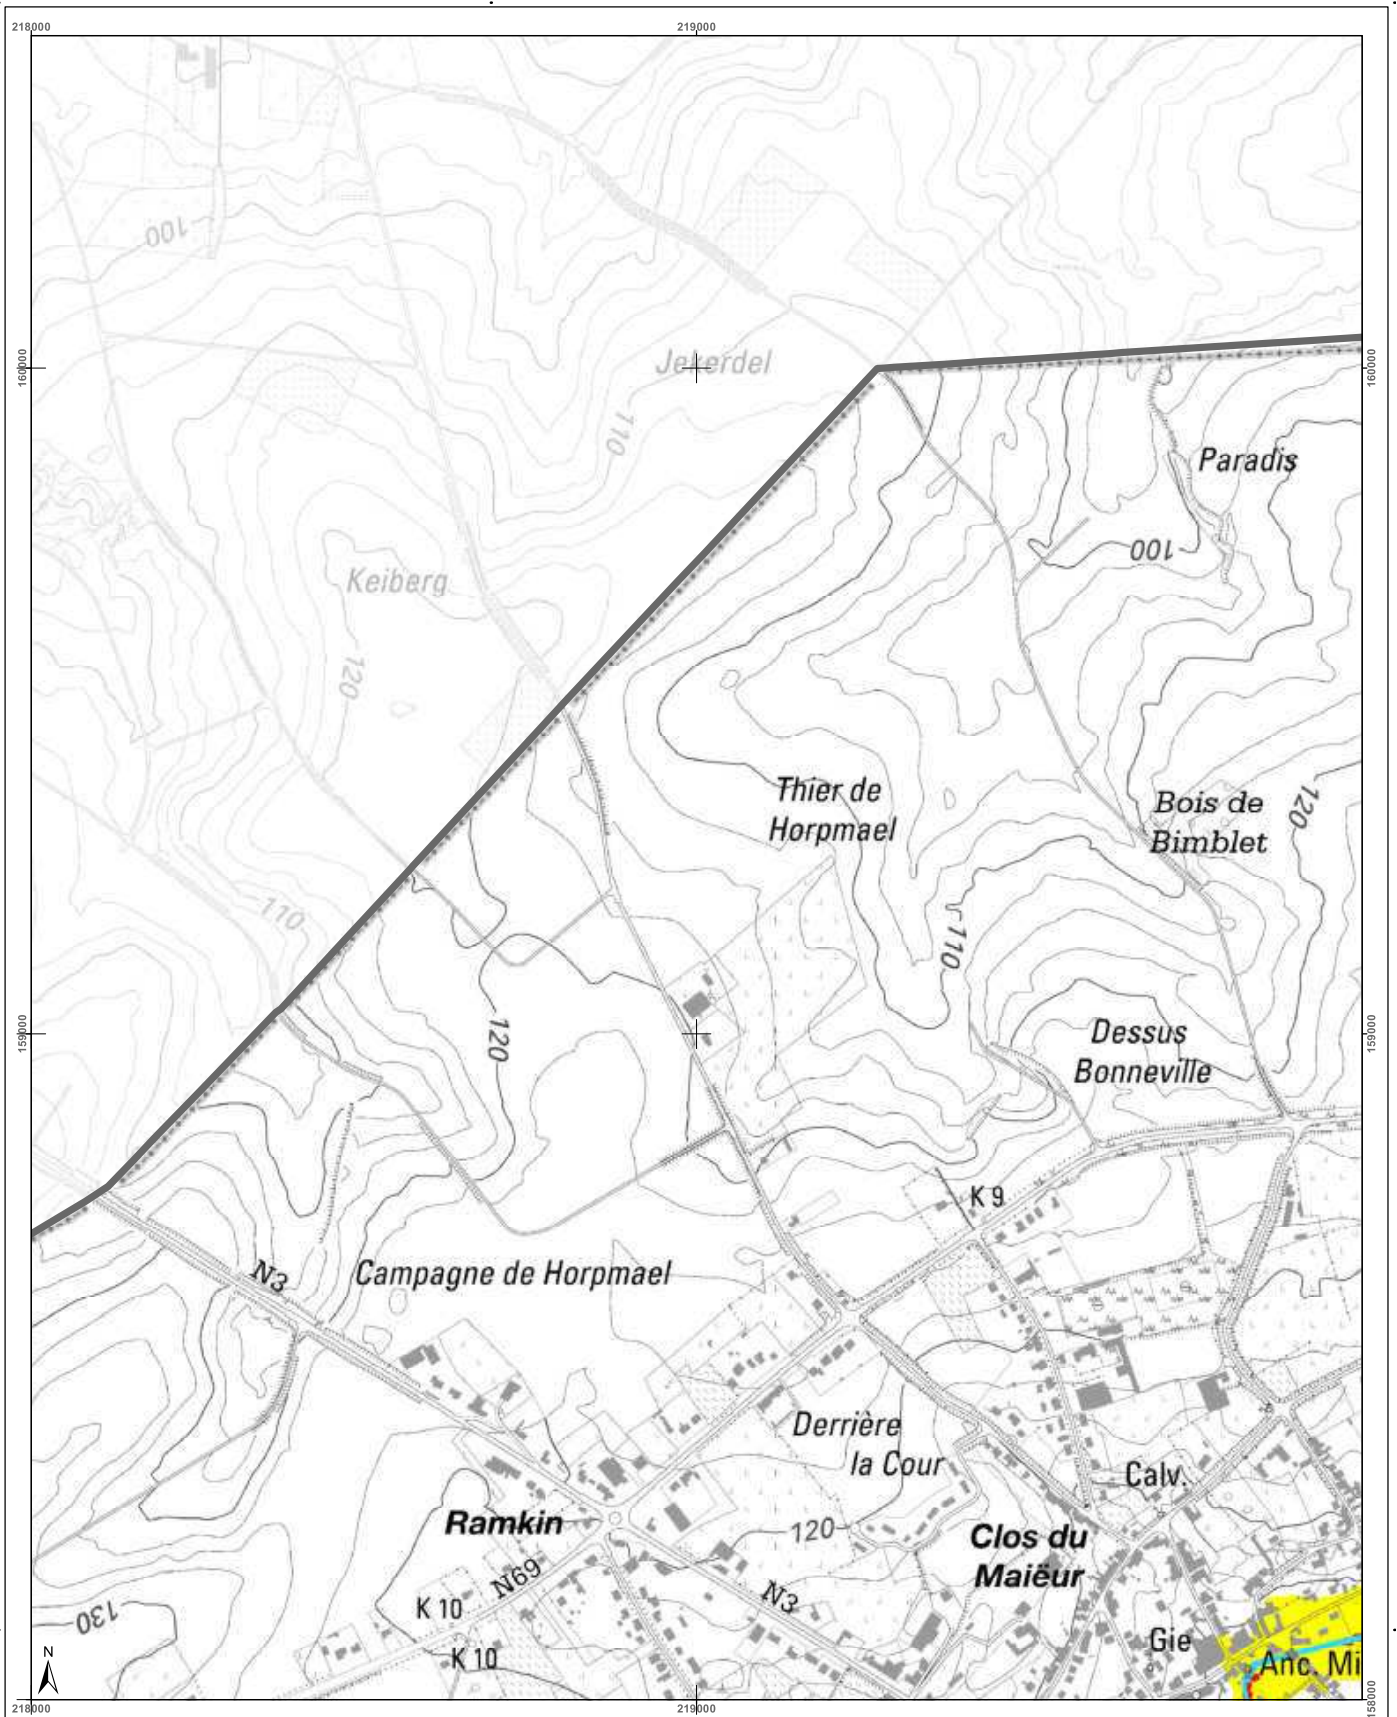 218000
219000
100
160000
Jekerdel
160000
110
Paradis
100
Keiberg
120
Thier de
Horpmael
Bois de
Bimblet
120
110
110
159000
120
Dessus
Bonneville
159000
K 9
N3
Campagne de Horpmael
Derrière
la Cour
Calv.
Ramkin
120
Clos du
Maiëur
N69
N3
130
K 10
K 10
Gie
Anc. Mi
N
218000
219000
158000